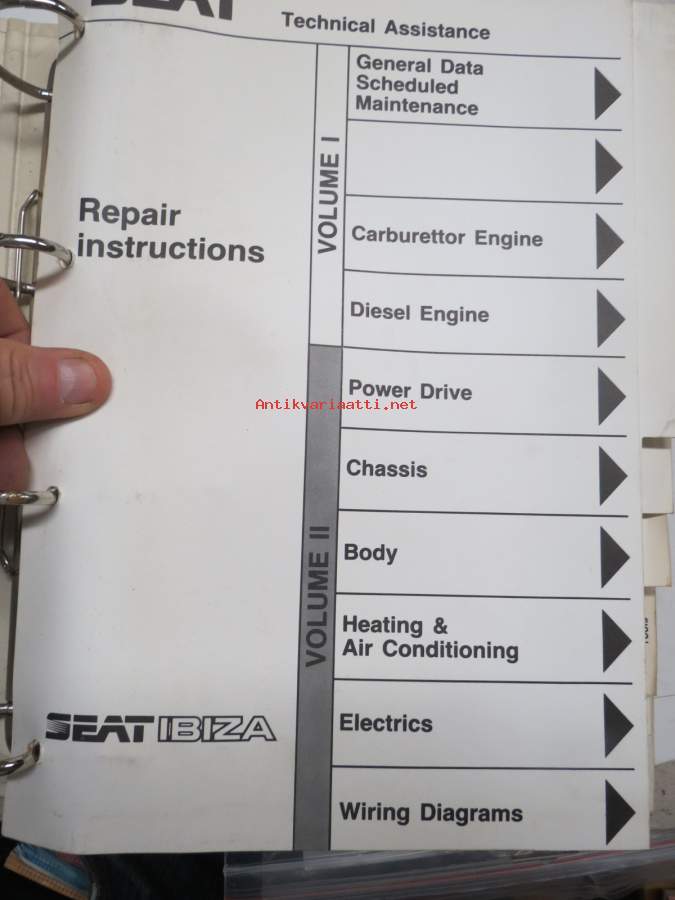 SEAT
Technical Assistance
Repair
instructions
VOLUME I
General Data
Scheduled
Maintenance
Carburettor Engine
Diesel Engine
VOLUME II
Power Drive
Chassis
Body
Heating &
Air Conditioning
Electrics
Wiring Diagrams
SEAT IBIZA
Antikvariaatti.net